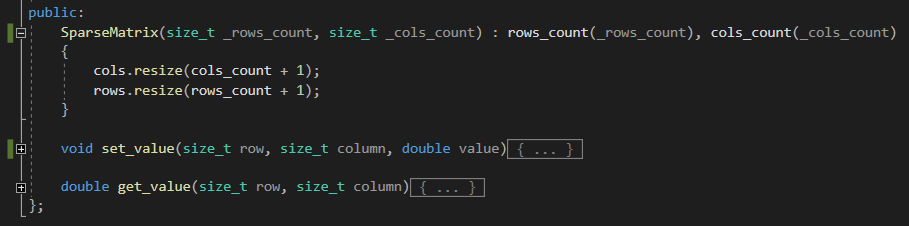 public:
SparseMatrix(size_t _rows_count, size_t _cols_count) : rows_count(_rows_count), cols_count(_cols_count)
{
cols.resize(cols_count + 1);
rows.resize(rows_count + 1);
}
void set_value(size_t row, size_t column, double value){ ... }
double get_value(size_t row, size_t column){ ... }
};